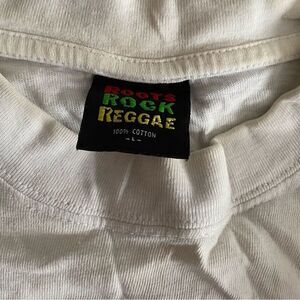 ROOTS
ROCK
REGGAE
100% COTTON
- L -